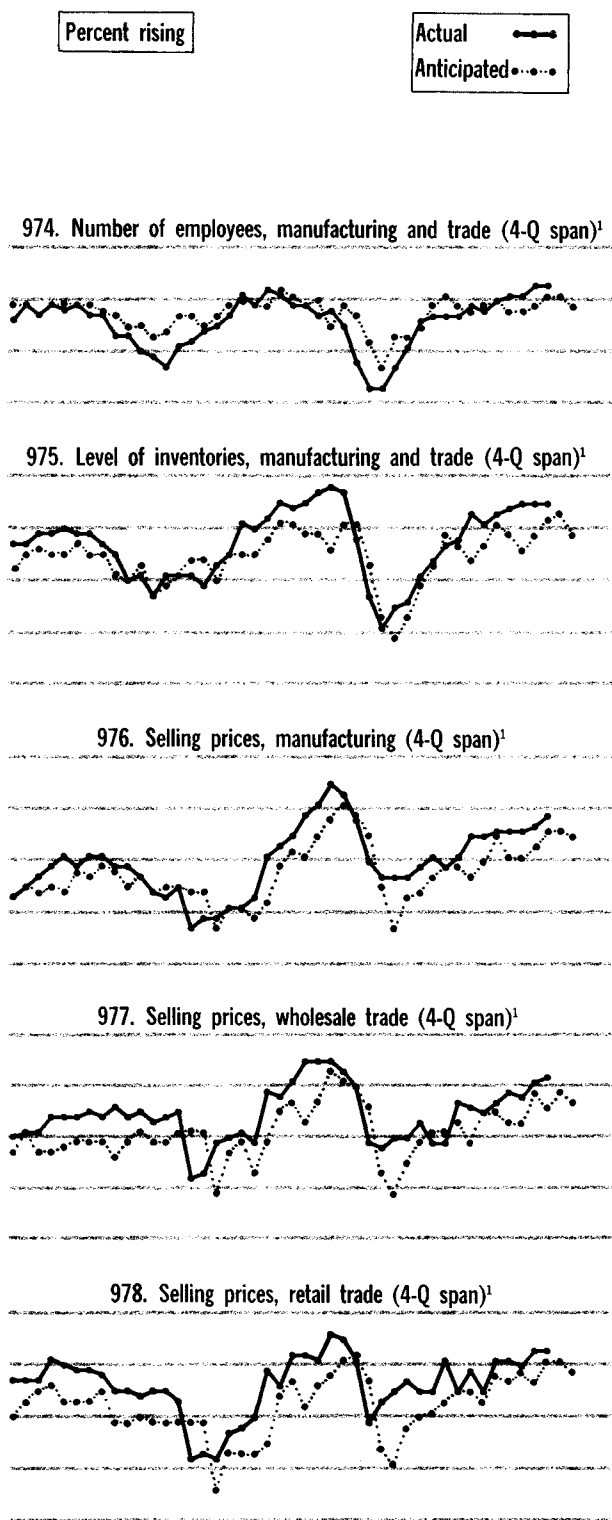 Percent rising
Actual
Anticipated
974. Number of employees, manufacturing and trade (4-Q span)¹
975. Level of inventories, manufacturing and trade (4-Q span)¹
976. Selling prices, manufacturing (4-Q span)¹
977. Selling prices, wholesale trade (4-Q span)¹
978. Selling prices, retail trade (4-Q span)¹